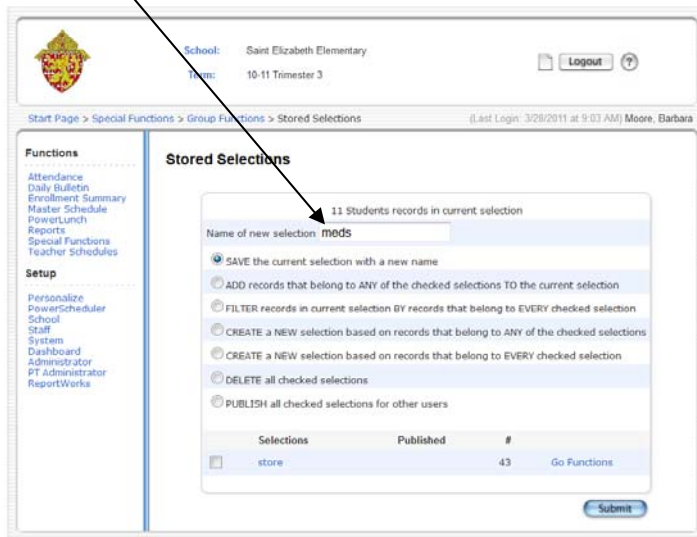 School: Saint Elizabeth Elementary
Term: 10-11 Trimester 3
Logout ?
Start Page > Special Functions > Group Functions > Stored Selections (Last Login: 3/28/2011 at 9:03 AM) Moore, Barbara
Functions
Attendance
Daily Bulletin
Enrollment Summary
Master Schedule
PowerLunch
Reports
Special Functions
Teacher Schedules
Setup
Personalize
PowerScheduler
School
Staff
System
Dashboard
Administrator
PT Administrator
ReportWorks
Stored Selections
11 Students records in current selection
Name of new selection meds
SAVE the current selection with a new name
ADD records that belong to ANY of the checked selections TO the current selection
FILTER records in current selection BY records that belong to EVERY checked selection
CREATE a NEW selection based on records that belong to ANY of the checked selections
CREATE a NEW selection based on records that belong to EVERY checked selection
DELETE all checked selections
PUBLISH all checked selections for other users
Selections Published #
store 43 Go Functions
Submit